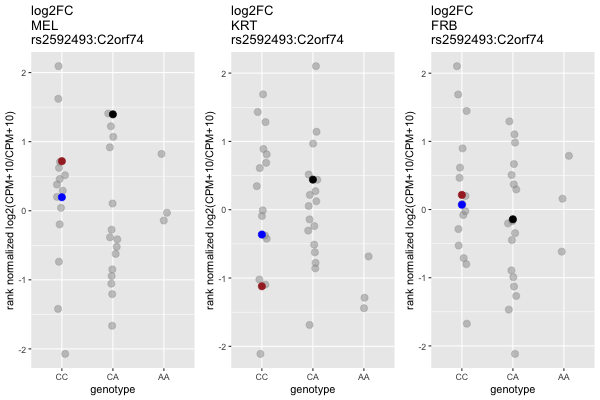 log2FC
MEL
rs2592493:C2orf74
rank normalized log2(CPM+10/CPM+10)
2
1
0
-1
-2
CC
CA
AA
genotype
log2FC
KRT
rs2592493:C2orf74
rank normalized log2(CPM+10/CPM+10)
2
1
0
-1
-2
CC
CA
AA
genotype
log2FC
FRB
rs2592493:C2orf74
rank normalized log2(CPM+10/CPM+10)
2
1
0
-1
-2
CC
CA
AA
genotype